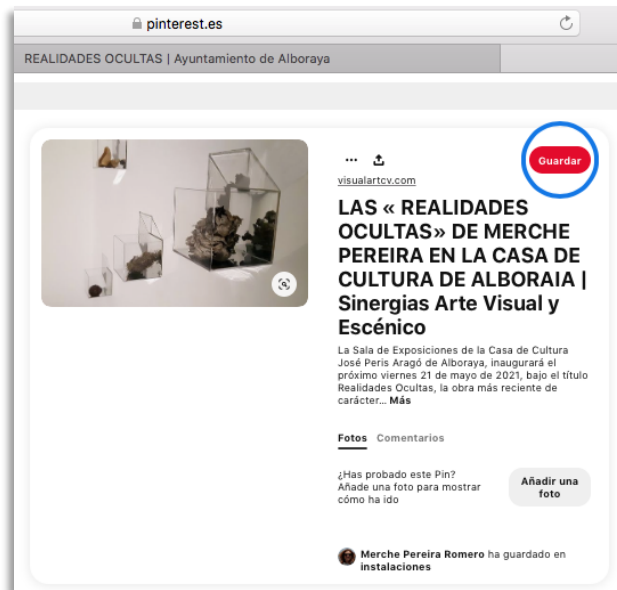 pinterest.es
REALIDADES OCULTAS | Ayuntamiento de Alboraya
Guardar
visualartcv.com
LAS « REALIDADES
OCULTAS» DE MERCHE
PEREIRA EN LA CASA DE
CULTURA DE ALBORAIA |
Sinergias Arte Visual y
Escénico
La Sala de Exposiciones de la Casa de Cultura
José Peris Aragó de Alboraya, inaugurará el
próximo viernes 21 de mayo de 2021, bajo el título
Realidades Ocultas, la obra más reciente de
carácter... Más
Fotos Comentarios
¿Has probado este Pin?
Añade una foto para mostrar
cómo ha ido
Añadir una
foto
Merche Pereira Romero ha guardado en
instalaciones